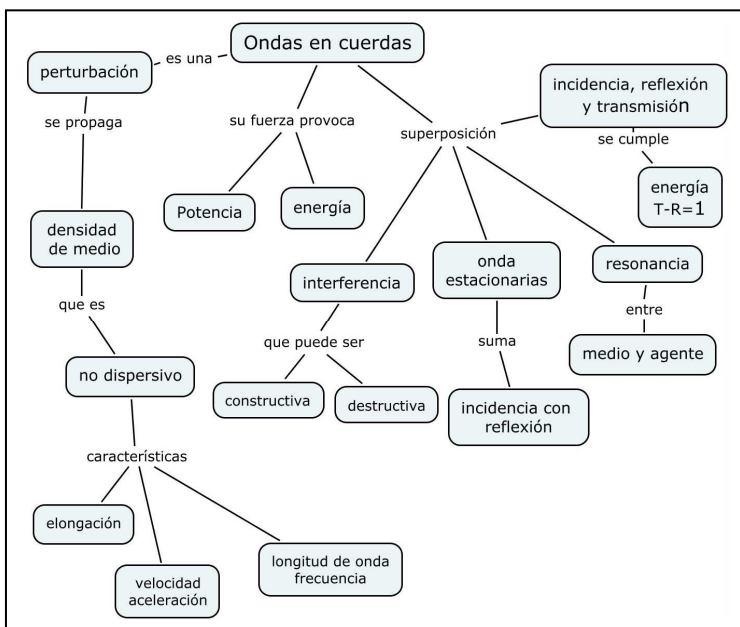 Ondas en cuerdas
es una
perturbación
se propaga
densidad
de medio
que es
no dispersivo
características
elongación
velocidad
aceleración
longitud de onda
frecuencia
su fuerza provoca
Potencia
energía
superposición
interferencia
que puede ser
constructiva
destructiva
onda
estacionarias
suma
incidencia con
reflexión
resonancia
entre
medio y agente
incidencia, reflexión
y transmisión
se cumple
energía
T-R=1